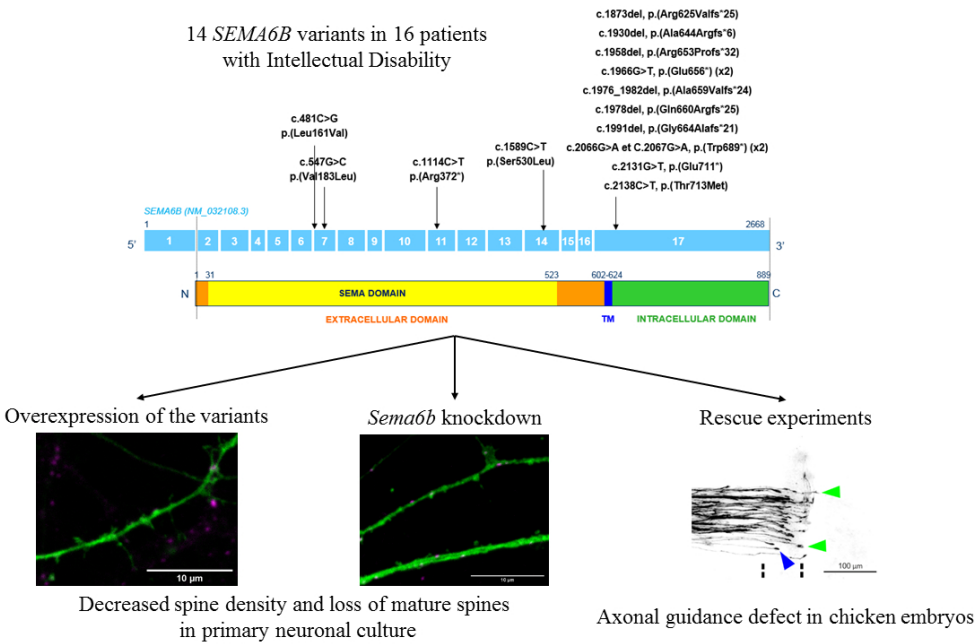 14 SEMA6B variants in 16 patients
with Intellectual Disability
c.1873del, p.(Arg625Valfs*25)
c.1930del, p.(Ala644Argfs*6)
c.1958del, p.(Arg653Profs*32)
c.1966G>T, p.(Glu656*) (x2)
c.1976_1982del, p.(Ala659Valfs*24)
c.1978del, p.(Gln660Argfs*25)
c.1991del, p.(Gly664Alafs*21)
c.2066G>A et C.2067G>A, p.(Trp689*) (x2)
c.2131G>T, p.(Glu711*)
c.2138C>T, p.(Thr713Met)
c.481C>G
p.(Leu161Val)
c.547G>C
p.(Val183Leu)
c.1114C>T
p.(Arg372*)
c.1589C>T
p.(Ser530Leu)
SEMA6B (NM_032108.3)
1 2668
5' 1 2 3 4 5 6 7 8 9 10 11 12 13 14 15 16 17 3'
1 31 523 602-624 889
N SEMA DOMAIN C
EXTRACELLULAR DOMAIN TM INTRACELLULAR DOMAIN
Overexpression of the variants
10 µm
Sema6b knockdown
10 µm
Rescue experiments
100 µm
Decreased spine density and loss of mature spines
in primary neuronal culture
Axonal guidance defect in chicken embryos